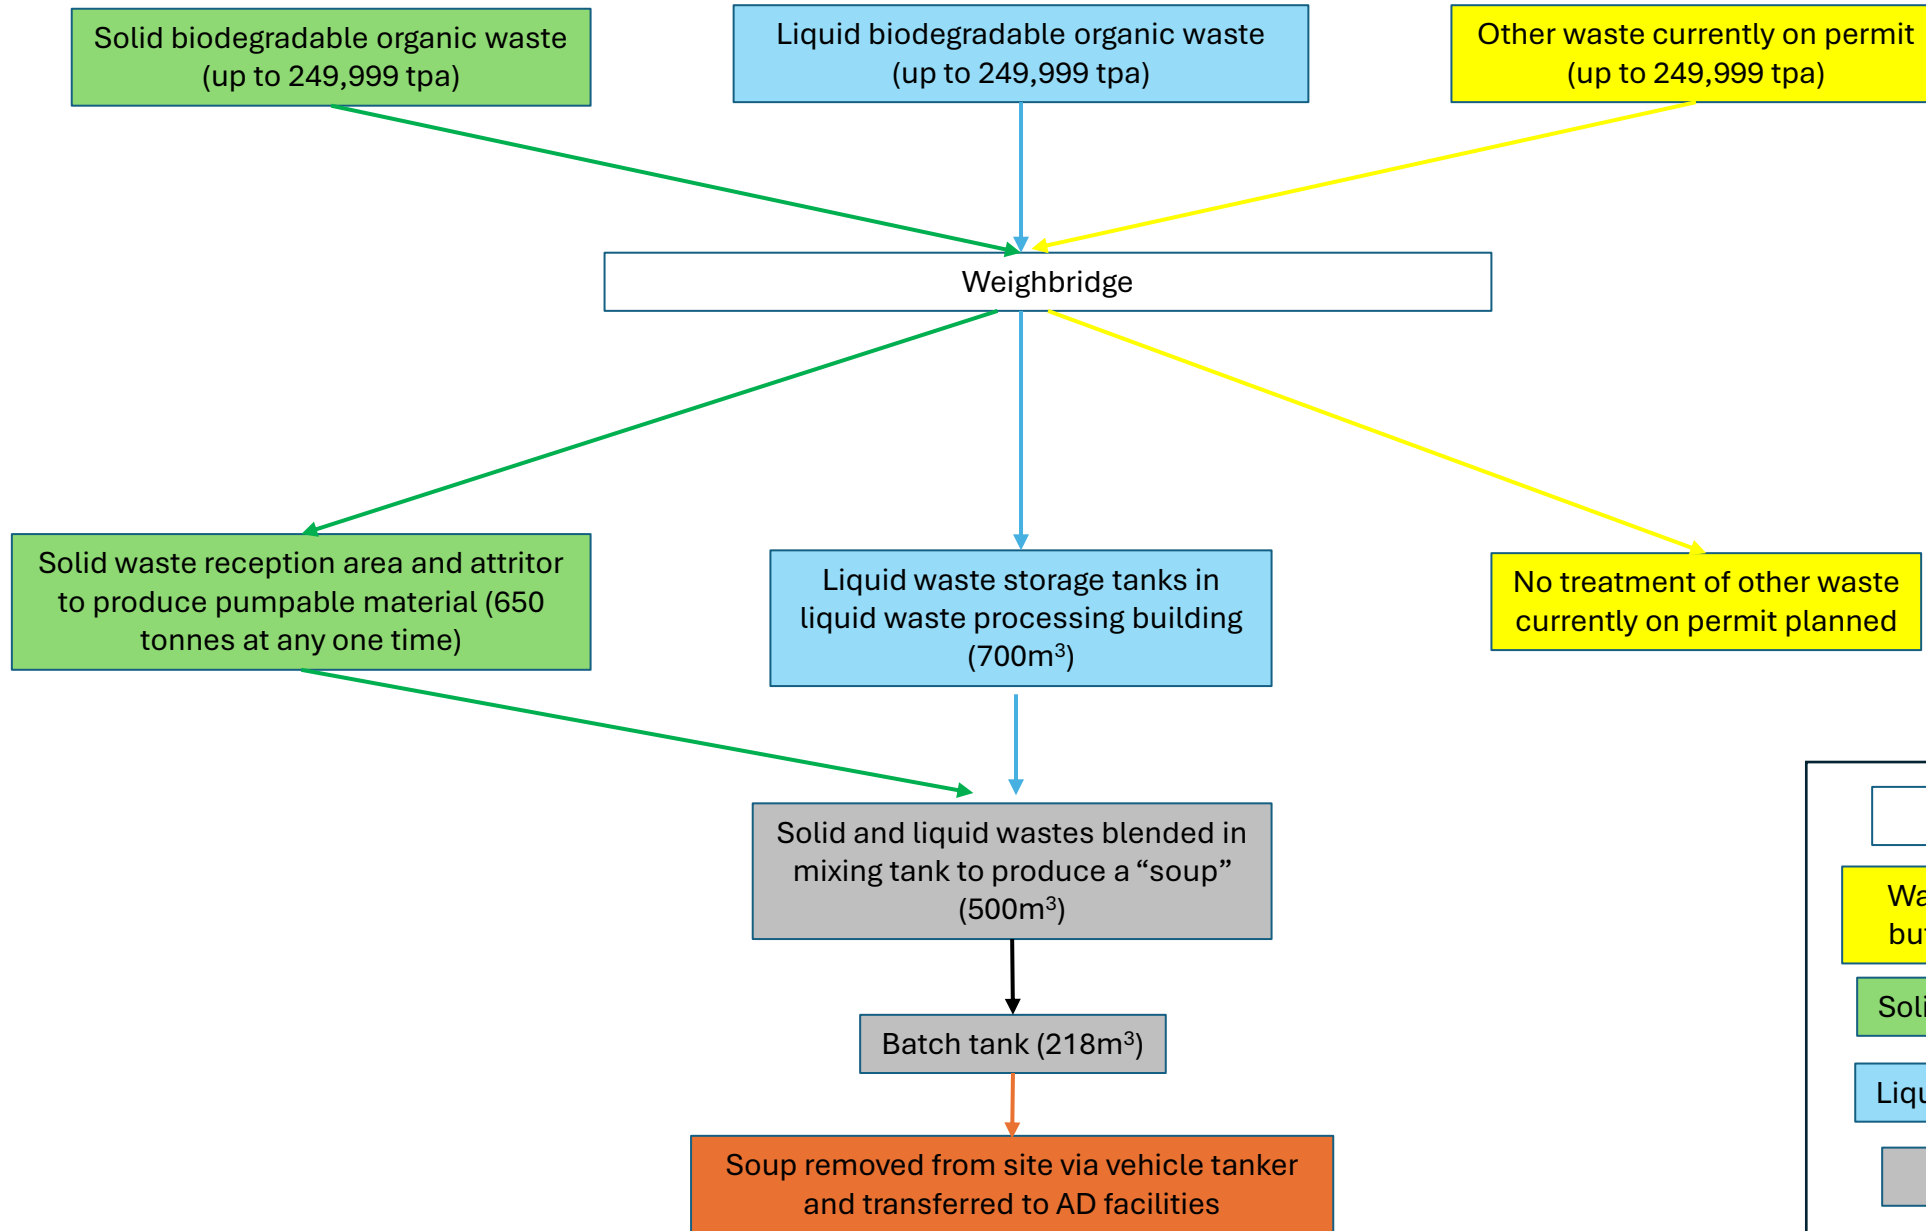 Solid biodegradable organic waste
(up to 249,999 tpa)
Liquid biodegradable organic waste
(up to 249,999 tpa)
Other waste currently on permit
(up to 249,999 tpa)
Weighbridge
Solid waste reception area and attritor
to produce pumpable material (650
tonnes at any one time)
Liquid waste storage tanks in
liquid waste processing building
(700m³)
No treatment of other waste
currently on permit planned
Solid and liquid wastes blended in
mixing tank to produce a “soup”
(500m³)
Batch tank (218m³)
Soup removed from site via vehicle tanker
and transferred to AD facilities